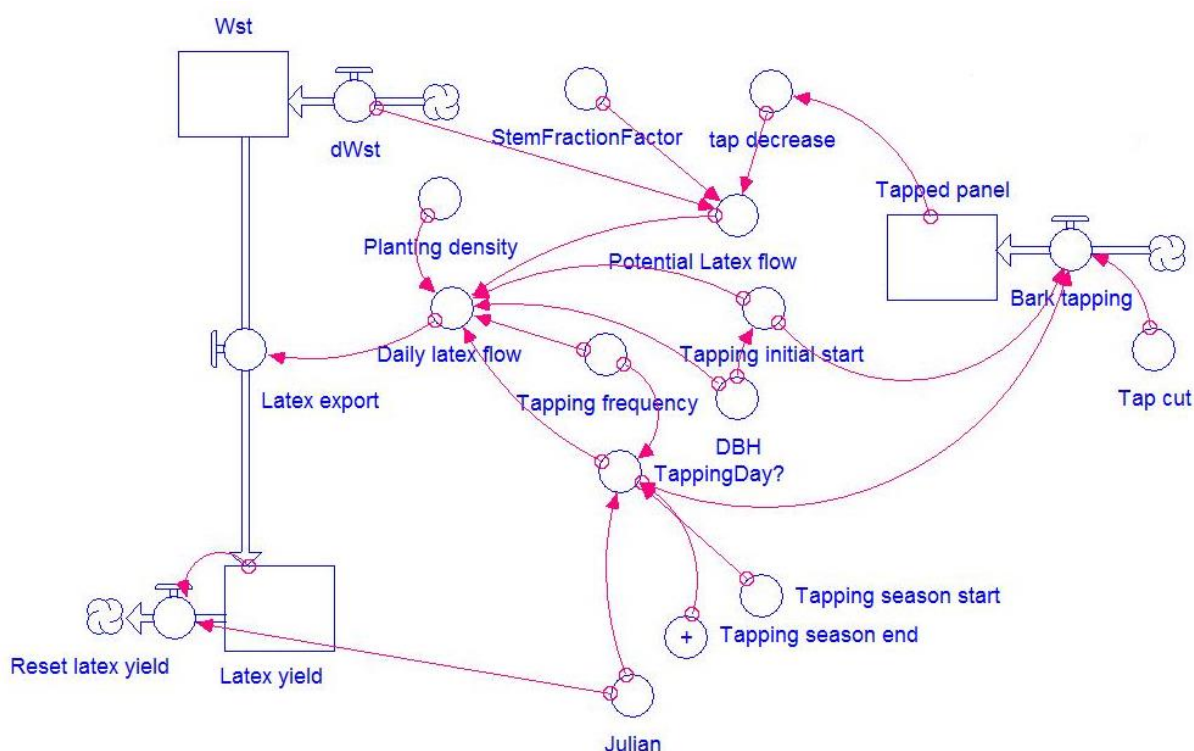 Wst
dWst
StemFractionFactor
tap decrease
Tapped panel
Planting density
Potential Latex flow
Bark tapping
Daily latex flow
Tapping initial start
Latex export
Tapping frequency
Tap cut
DBH
TappingDay?
Tapping season start
+
Tapping season end
Reset latex yield
Latex yield
Julian